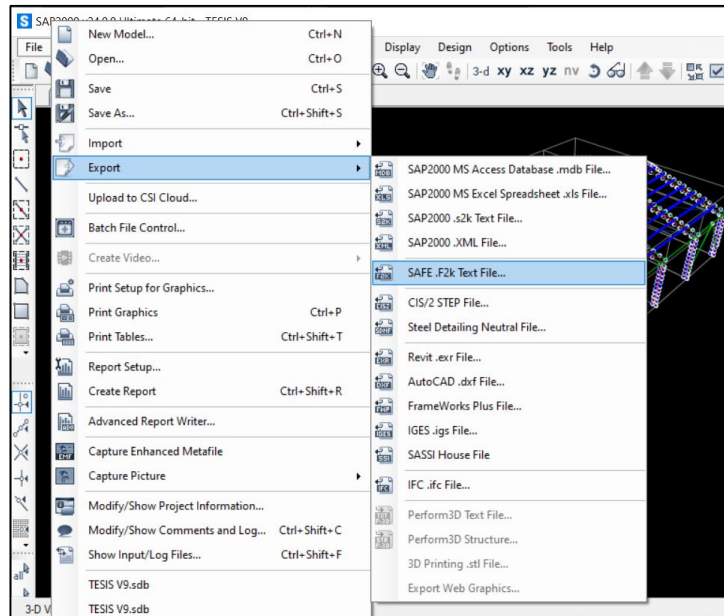 SAP2000 v24.0.0 Ultimate 64-bit - TESIS V9
File Display Design Options Tools Help
3-d xy xz yz nv
New Model... Ctrl+N
Open... Ctrl+O
Save Ctrl+S
Save As... Ctrl+Shift+S
Import
Export
Upload to CSI Cloud...
Batch File Control...
Create Video...
Print Setup for Graphics...
Print Graphics Ctrl+P
Print Tables... Ctrl+Shift+T
Report Setup...
Create Report Ctrl+Shift+R
Advanced Report Writer...
Capture Enhanced Metafile
Capture Picture
Modify/Show Project Information...
Modify/Show Comments and Log... Ctrl+Shift+C
Show Input/Log Files... Ctrl+Shift+F
TESIS V9.sdb
TESIS V9.sdb
SAP2000 MS Access Database .mdb File...
SAP2000 MS Excel Spreadsheet .xls File...
SAP2000 .s2k Text File...
SAP2000 .XML File...
SAFE .F2k Text File...
CIS/2 STEP File...
Steel Detailing Neutral File...
Revit .exr File...
AutoCAD .dxf File...
FrameWorks Plus File...
IGES .igs File...
SASSI House File
IFC .ifc File...
Perform3D Text File...
Perform3D Structure...
3D Printing .stl File...
Export Web Graphics...
all
3-D V